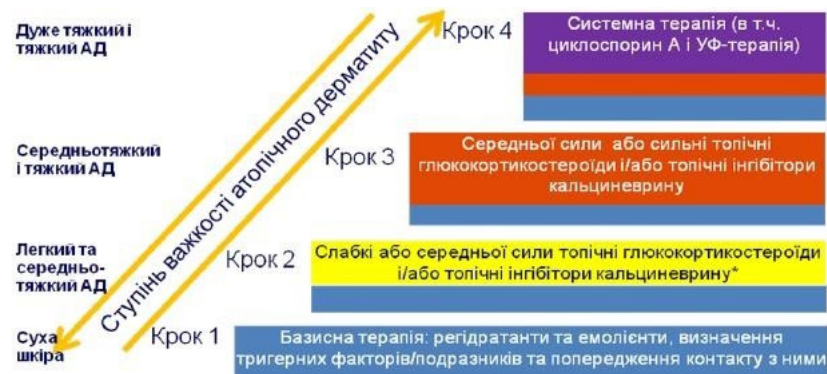 Дуже тяжкий і
тяжкий АД
Крок 4
Системна терапія (в т.ч.
циклоспорин А і УФ-терапія)
Ступінь важкості атопічного дерматиту
Середньотяжкий
і тяжкий АД
Крок 3
Середньої сили або сильні топічні
глюкокортикостероїди і/або топічні інгібітори
кальциневрину
Легкий та
середньо-
тяжкий АД
Крок 2
Слабкі або середньої сили топічні глюкокортикостероїди
і/або топічні інгібітори кальциневрину*
Суха
шкіра
Крок 1
Базисна терапія: регідратанти та емолієнти, визначення
тригерних факторів/подразників та попередження контакту з ними